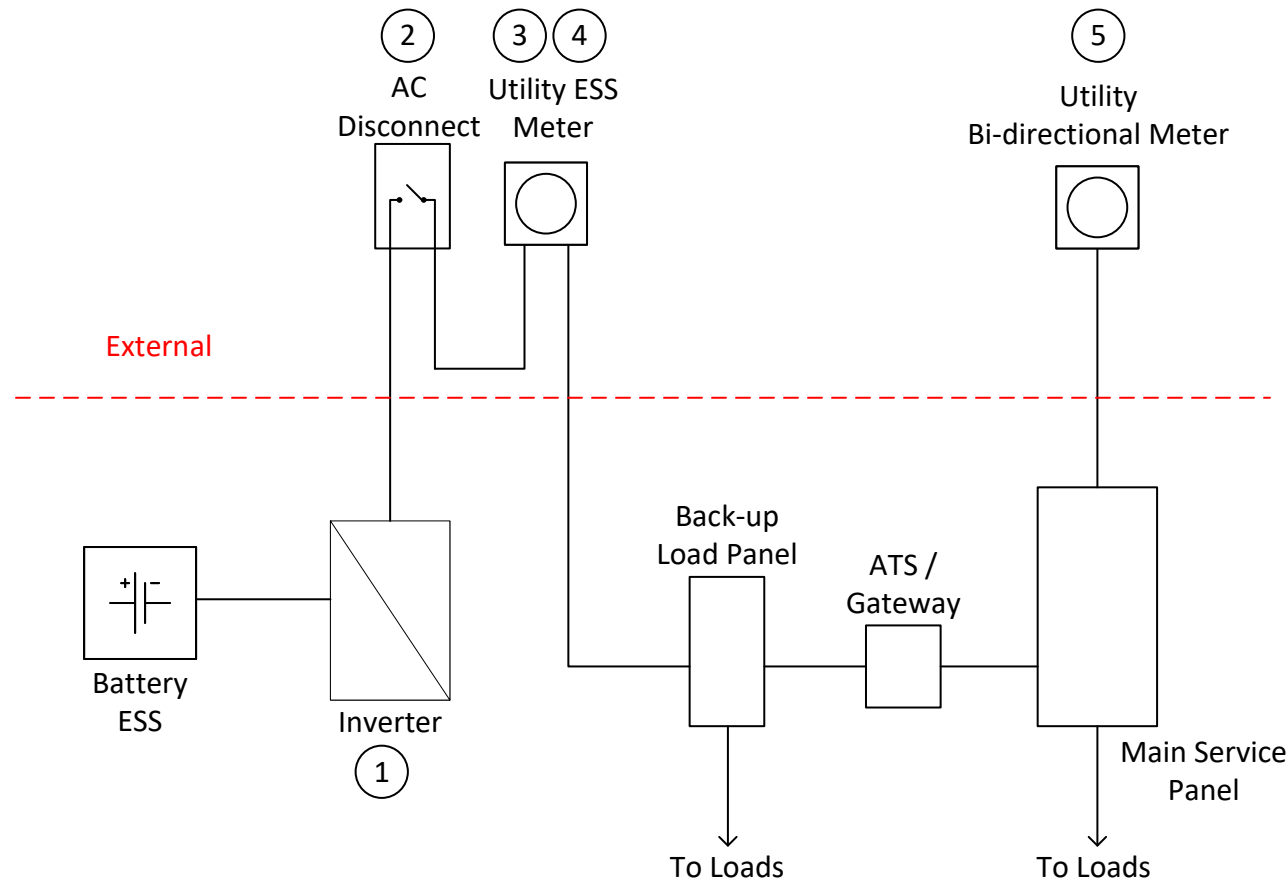 2
AC
Disconnect
3 4
Utility ESS
Meter
5
Utility
Bi-directional Meter
External
+ -
Battery
ESS
Inverter
1
Back-up
Load Panel
ATS /
Gateway
Main Service
Panel
To Loads
To Loads